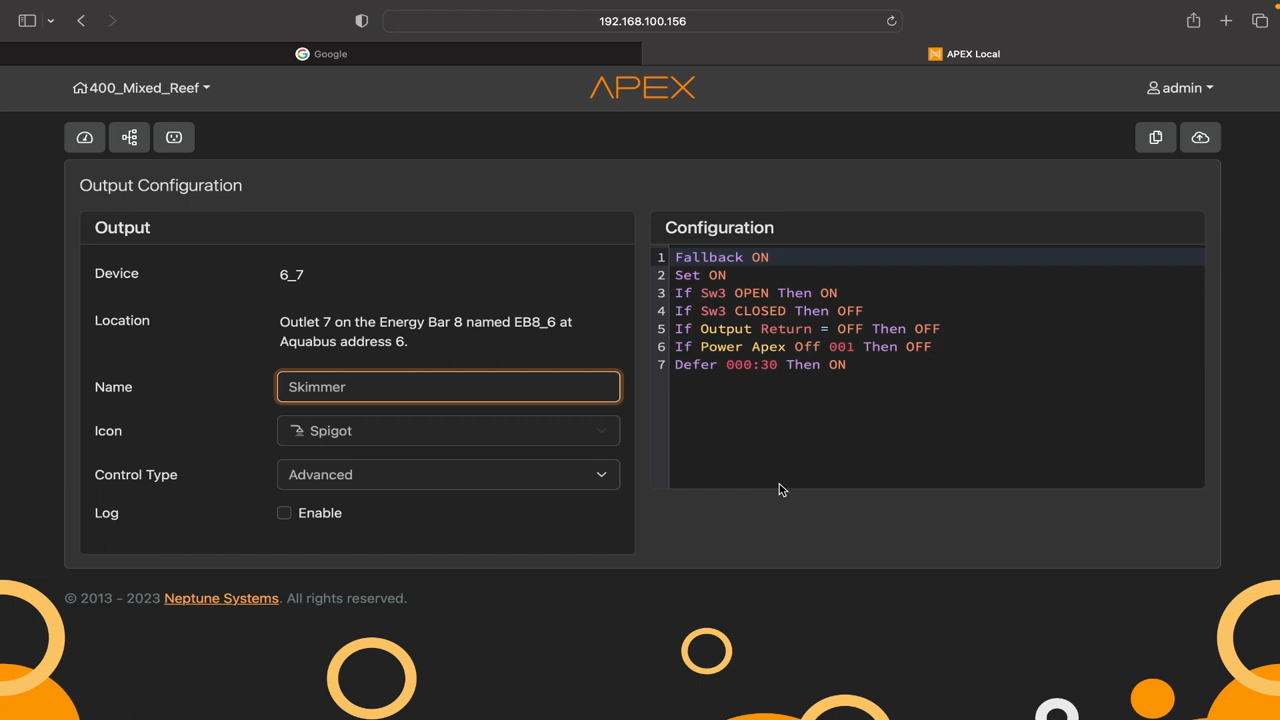 192.168.100.156
Google
APEX Local
400_Mixed_Reef
APEX
admin
Output Configuration
Output
Device
6_7
Location
Outlet 7 on the Energy Bar 8 named EB8_6 at
Aquabus address 6.
Name
Skimmer
Icon
Spigot
Control Type
Advanced
Log
Enable
Configuration
1 Fallback ON
2 Set ON
3 If Sw3 OPEN Then ON
4 If Sw3 CLOSED Then OFF
5 If Output Return = OFF Then OFF
6 If Power Apex Off 001 Then OFF
7 Defer 000:30 Then ON
© 2013 - 2023 Neptune Systems. All rights reserved.